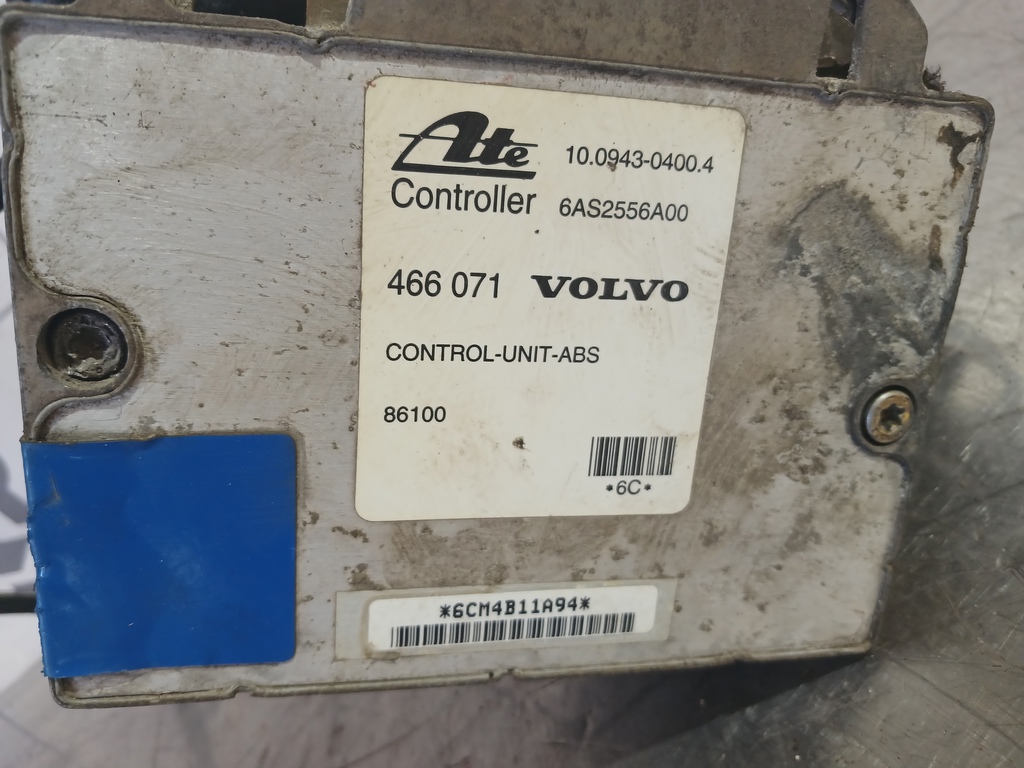 Ate 10.0943-0400.4
Controller 6AS2556A00
466 071 VOLVO
CONTROL-UNIT-ABS
86100
*6C*
*6CM4B11A94*